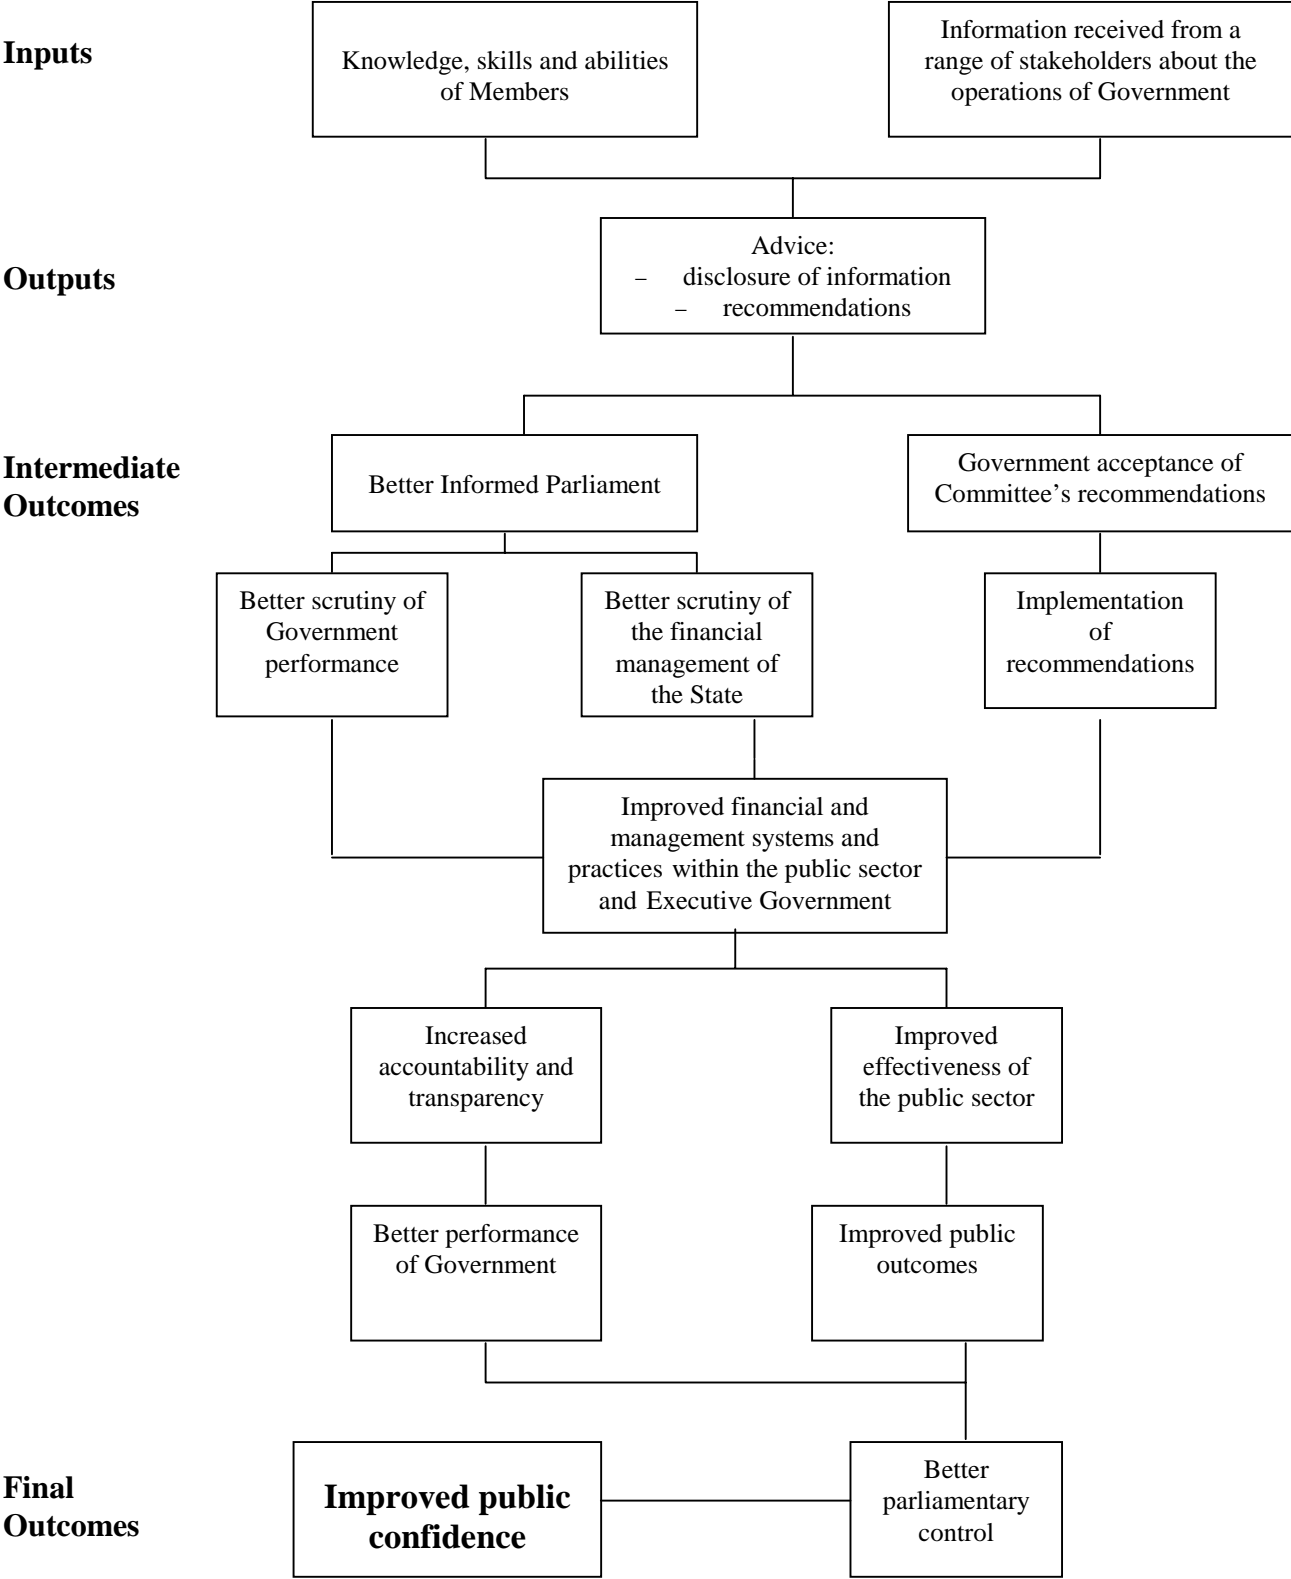 Inputs
Knowledge, skills and abilities
of Members
Information received from a
range of stakeholders about the
operations of Government
Outputs
Advice:
– disclosure of information
– recommendations
Intermediate
Outcomes
Better Informed Parliament
Government acceptance of
Committee’s recommendations
Better scrutiny of
Government
performance
Better scrutiny of
the financial
management of
the State
Implementation
of
recommendations
Improved financial and
management systems and
practices within the public sector
and Executive Government
Increased
accountability and
transparency
Improved
effectiveness of
the public sector
Better performance
of Government
Improved public
outcomes
Final
Outcomes
Improved public
confidence
Better
parliamentary
control